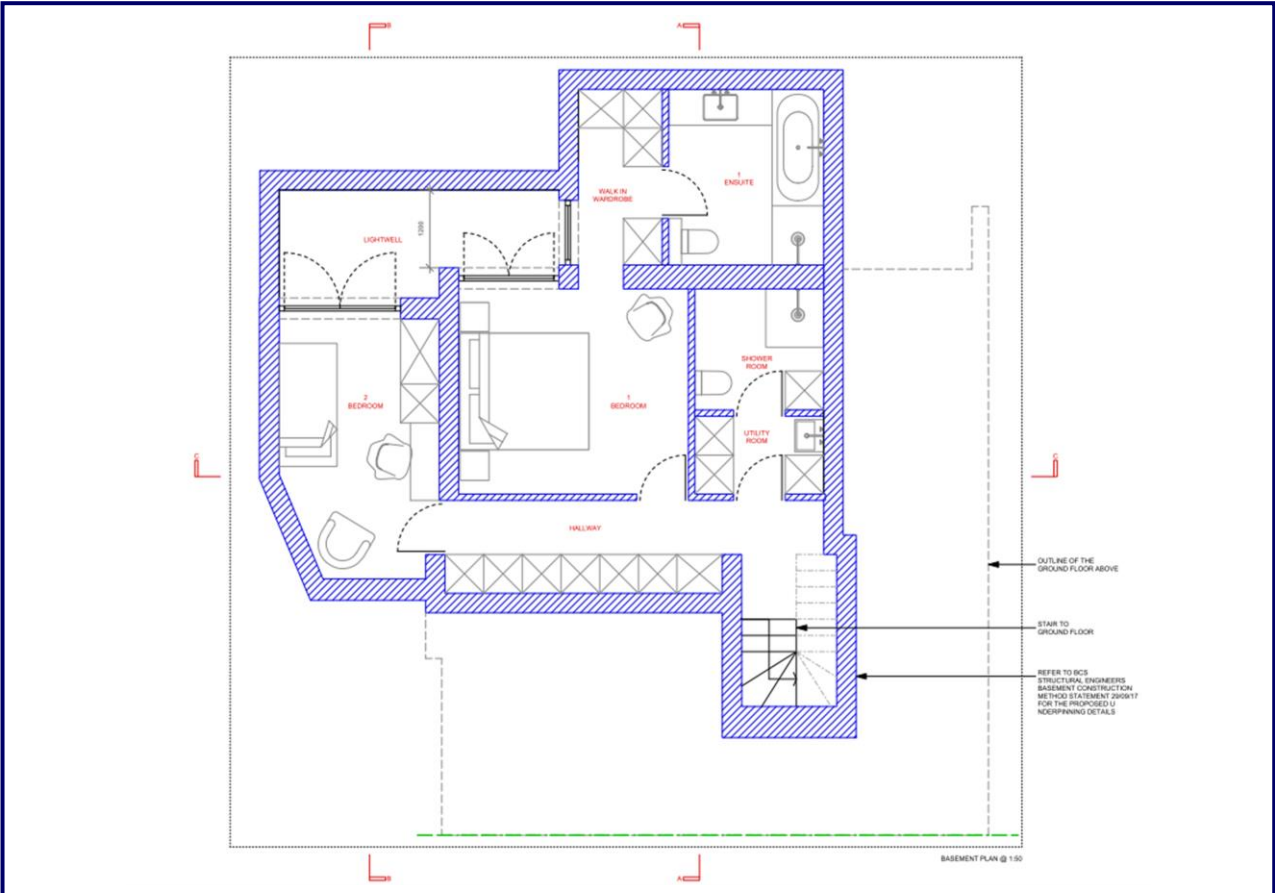 B
A
1
ENSUITE
WALK IN
WARDROBE
LIGHTWELL
1200
SHOWER
ROOM
2
BEDROOM
1
BEDROOM
UTILITY
ROOM
C
C
HALLWAY
OUTLINE OF THE
GROUND FLOOR ABOVE
STAIR TO
GROUND FLOOR
REFER TO BCS
STRUCTURAL ENGINEERS
BASEMENT CONSTRUCTION
METHOD STATEMENT 29/09/17
FOR THE PROPOSED U
NDERPINNING DETAILS
BASEMENT PLAN @ 1:50
B
A